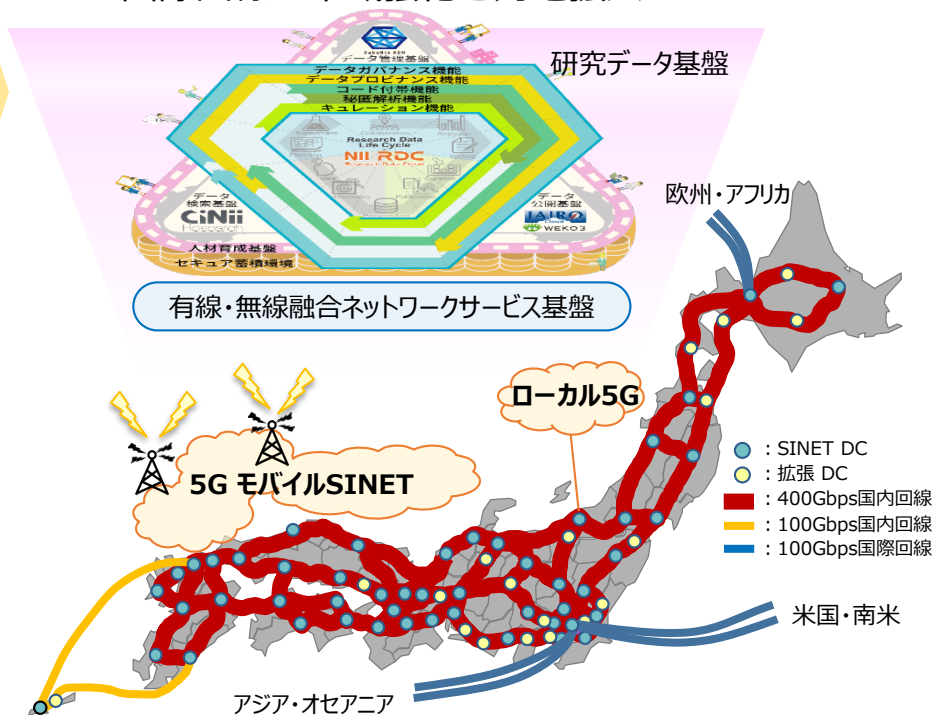 研究データ基盤
GakuNin RDM
データ管理基盤
データガバナンス機能
データプロビナンス機能
コード付帯機能
秘匿解析機能
キュレーション機能
Research Data
Life Cycle
NII RDC
データ
検索基盤
CiNii
Research
データ
公開基盤
JAIRO
Cloud
WEKO3
人材育成基盤
セキュア蓄積環境
有線・無線融合ネットワークサービス基盤
欧州・アフリカ
ローカル5G
5G モバイルSINET
：SINET DC
：拡張 DC
：400Gbps国内回線
：100Gbps国内回線
：100Gbps国際回線
米国・南米
アジア・オセアニア